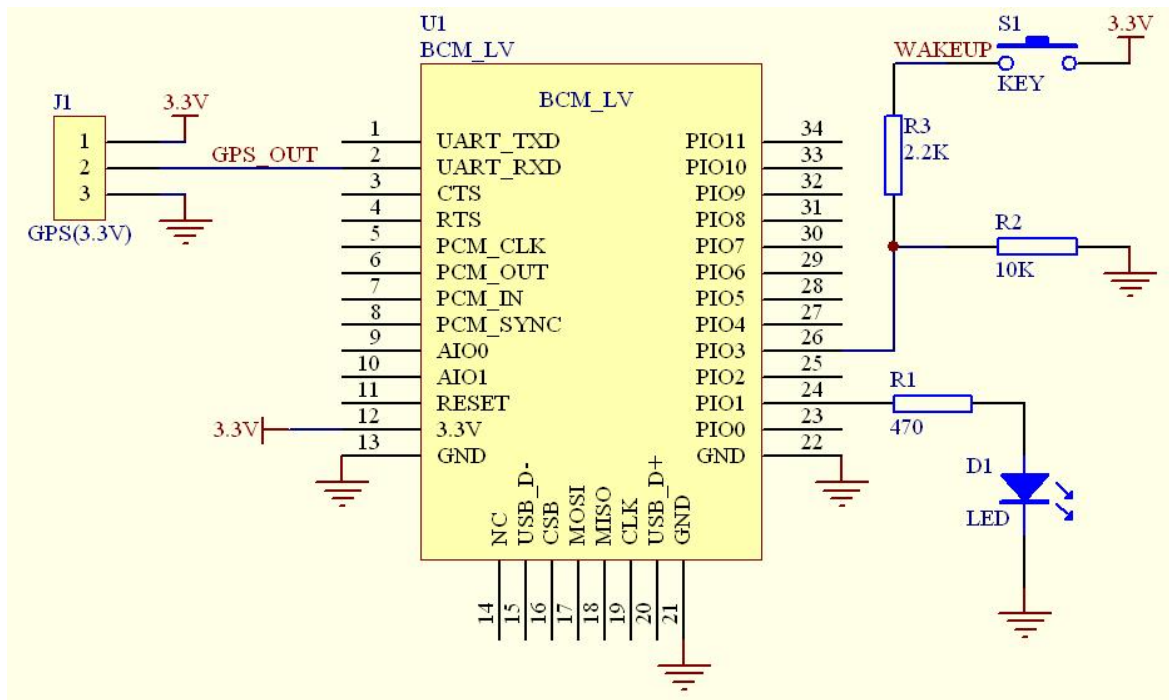 U1
BCM_LV
BCM_LV
J1
3.3V
1
2
3
GPS_OUT
GPS(3.3V)
1 UART_TXD
2 UART_RXD
3 CTS
4 RTS
5 PCM_CLK
6 PCM_OUT
7 PCM_IN
8 PCM_SYNC
9 AIO0
10 AIO1
11 RESET
3.3V 12 3.3V
13 GND
PIO11 34
PIO10 33
PIO9 32
PIO8 31
PIO7 30
PIO6 29
PIO5 28
PIO4 27
PIO3 26
PIO2 25
PIO1 24
PIO0 23
GND 22
NC 14
USB_D- 15
CSB 16
MOSI 17
MISO 18
CLK 19
USB_D+ 20
GND 21
S1
3.3V
WAKEUP
KEY
R3
2.2K
R2
10K
R1
470
D1
LED